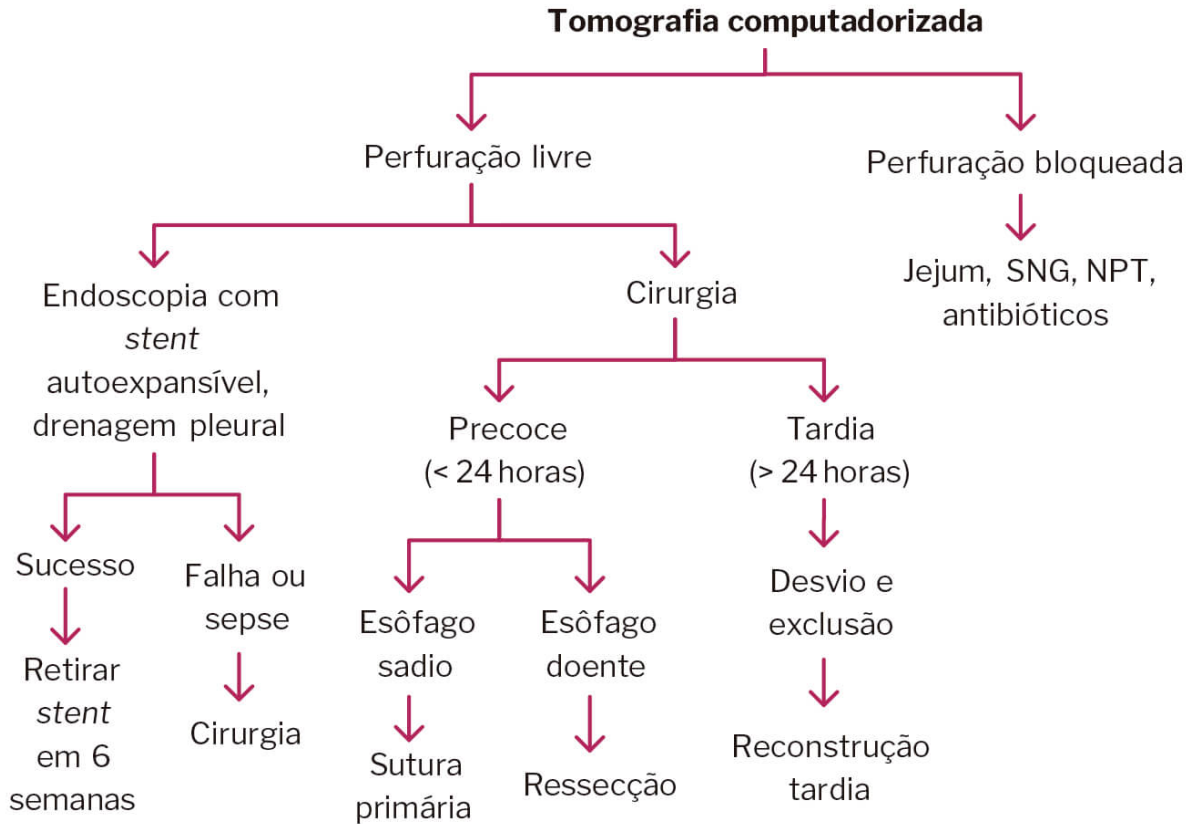 Tomografia computadorizada
Perfuração livre
Perfuração bloqueada
Jejum, SNG, NPT,
antibióticos
Endoscopia com
stent
autoexpansível,
drenagem pleural
Cirurgia
Precoce
(< 24 horas)
Tardia
(> 24 horas)
Sucesso
Falha ou
sepse
Esôfago
sadio
Esôfago
doente
Desvio e
exclusão
Retirar
stent
em 6
semanas
Cirurgia
Sutura
primária
Ressecção
Reconstrução
tardia